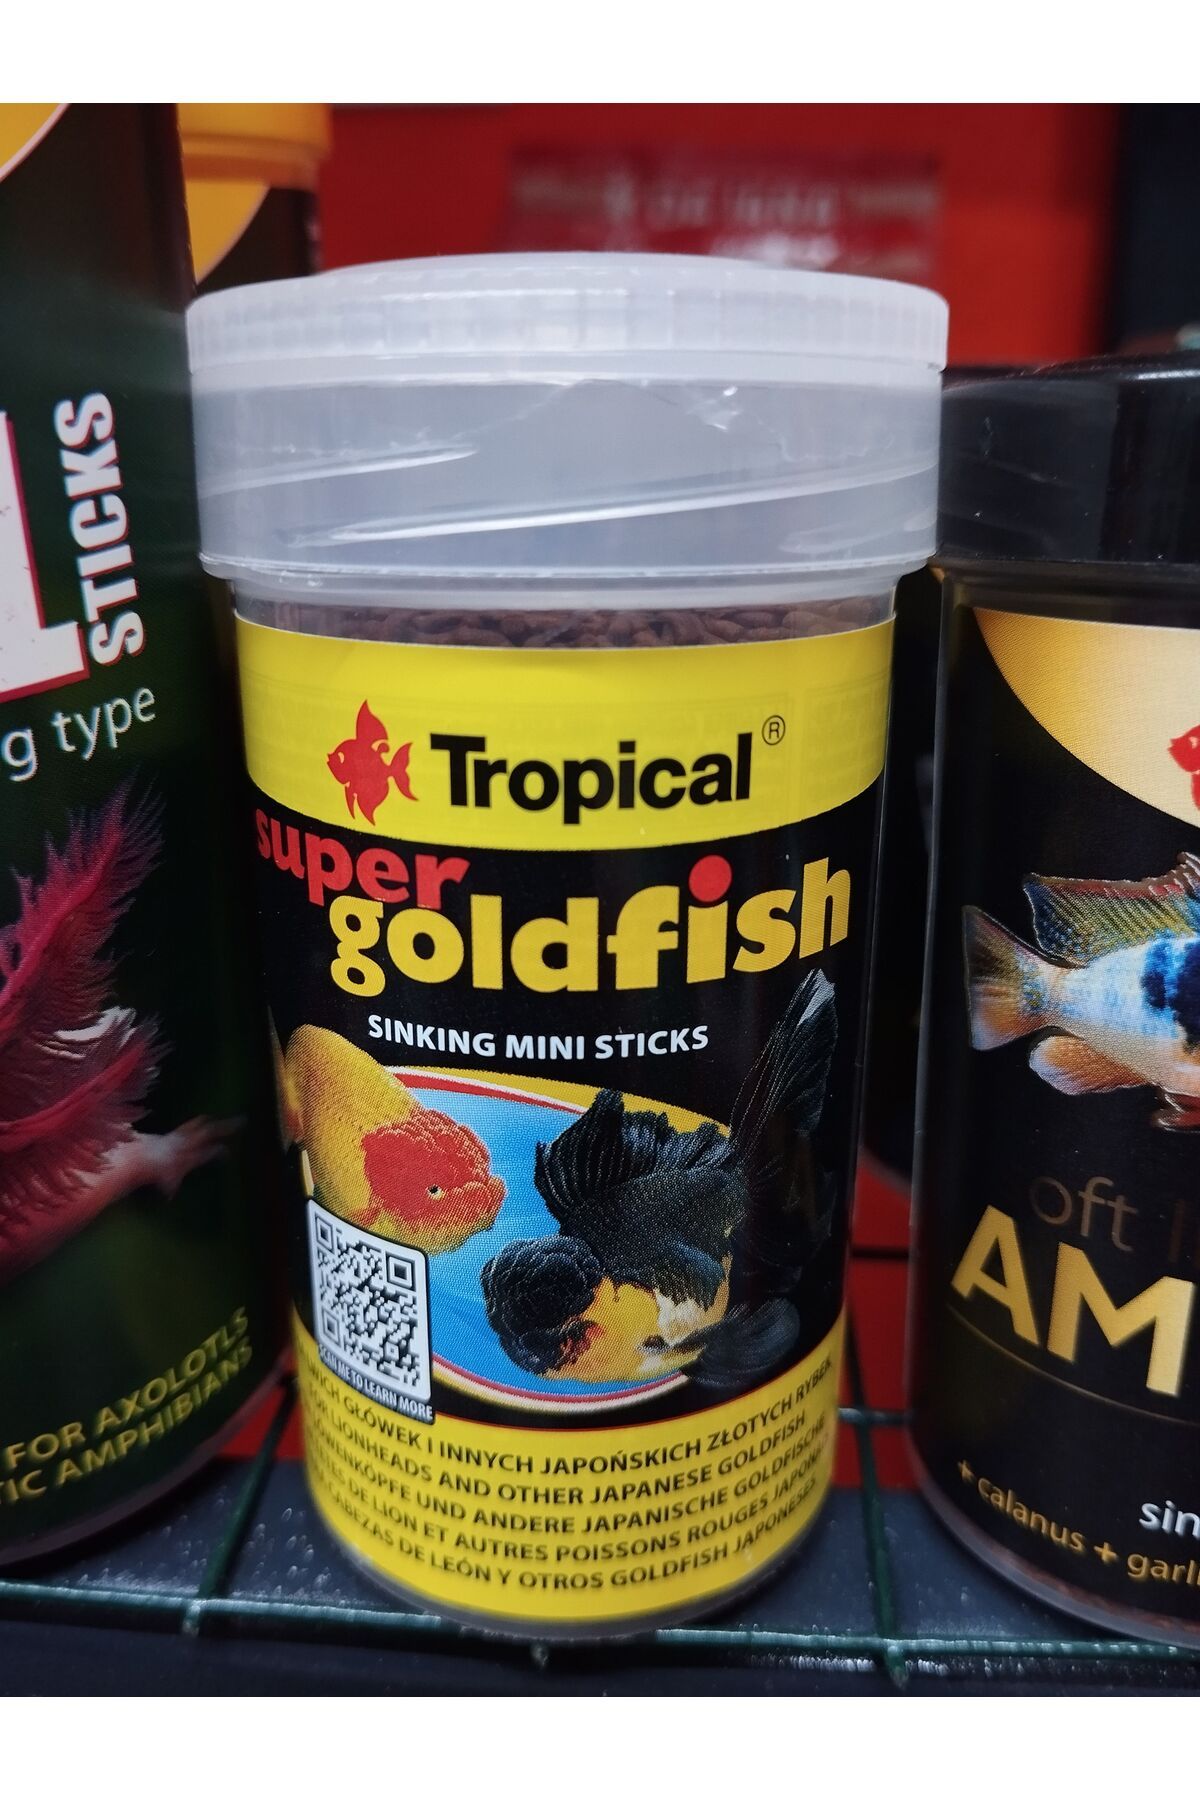 STICKS
g type
FOR AXOLOTLS
TIC AMPHIBIANS
Tropical®
super
goldfish
SINKING MINI STICKS
SCAN ME TO LEARN MORE
GŁÓWEK I INNYCH JAPOŃSKICH ZŁOTYCH RYBEK
FOR LIONHEADS AND OTHER JAPANESE GOLDFISH
LÖWENKÖPFE UND ANDERE JAPANISCHE GOLDFISCHE
TÊTES DE LION ET AUTRES POISSONS ROUGES JAPONAIS
CABEZAS DE LEÓN Y OTROS GOLDFISH JAPONESES
oft
AM
sin
+ calanus + garli